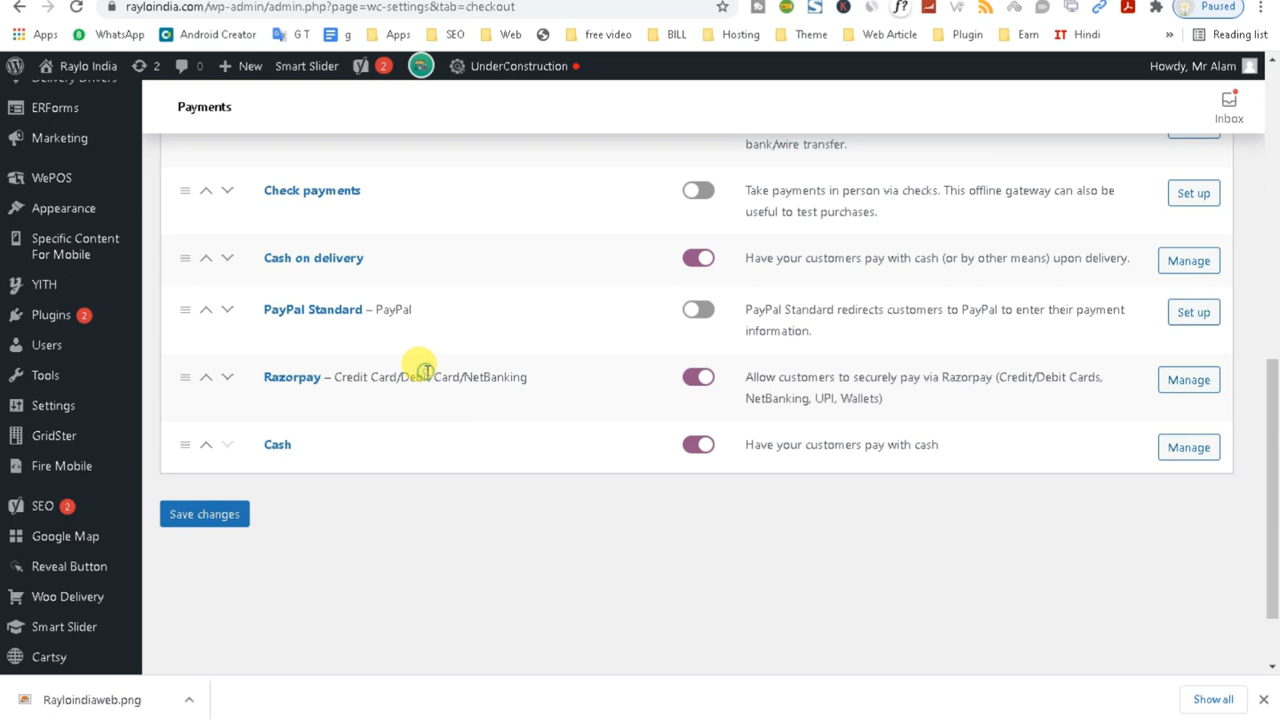 rayloindia.com/wp-admin/admin.php?page=wc-settings&tab=checkout
Paused
Apps
WhatsApp
Android Creator
G T
g
Apps
SEO
Web
free video
BILL
Hosting
Theme
Web Article
Plugin
Earn
IT Hindi
»
Reading list
Raylo India
2
0
New
Smart Slider
2
UnderConstruction
Howdy, Mr Alam
Delivery Drivers
ERForms
Marketing
WePOS
Appearance
Specific Content
For Mobile
YITH
Plugins 2
Users
Tools
Settings
GridSter
Fire Mobile
SEO 2
Google Map
Reveal Button
Woo Delivery
Smart Slider
Cartsy
Payments
Inbox
bank/wire transfer.
Check payments
Take payments in person via checks. This offline gateway can also be
useful to test purchases.
Set up
Cash on delivery
Have your customers pay with cash (or by other means) upon delivery.
Manage
PayPal Standard – PayPal
PayPal Standard redirects customers to PayPal to enter their payment
information.
Set up
Razorpay – Credit Card/Debit Card/NetBanking
Allow customers to securely pay via Razorpay (Credit/Debit Cards,
NetBanking, UPI, Wallets)
Manage
Cash
Have your customers pay with cash
Manage
Save changes
Rayloindiaweb.png
Show all